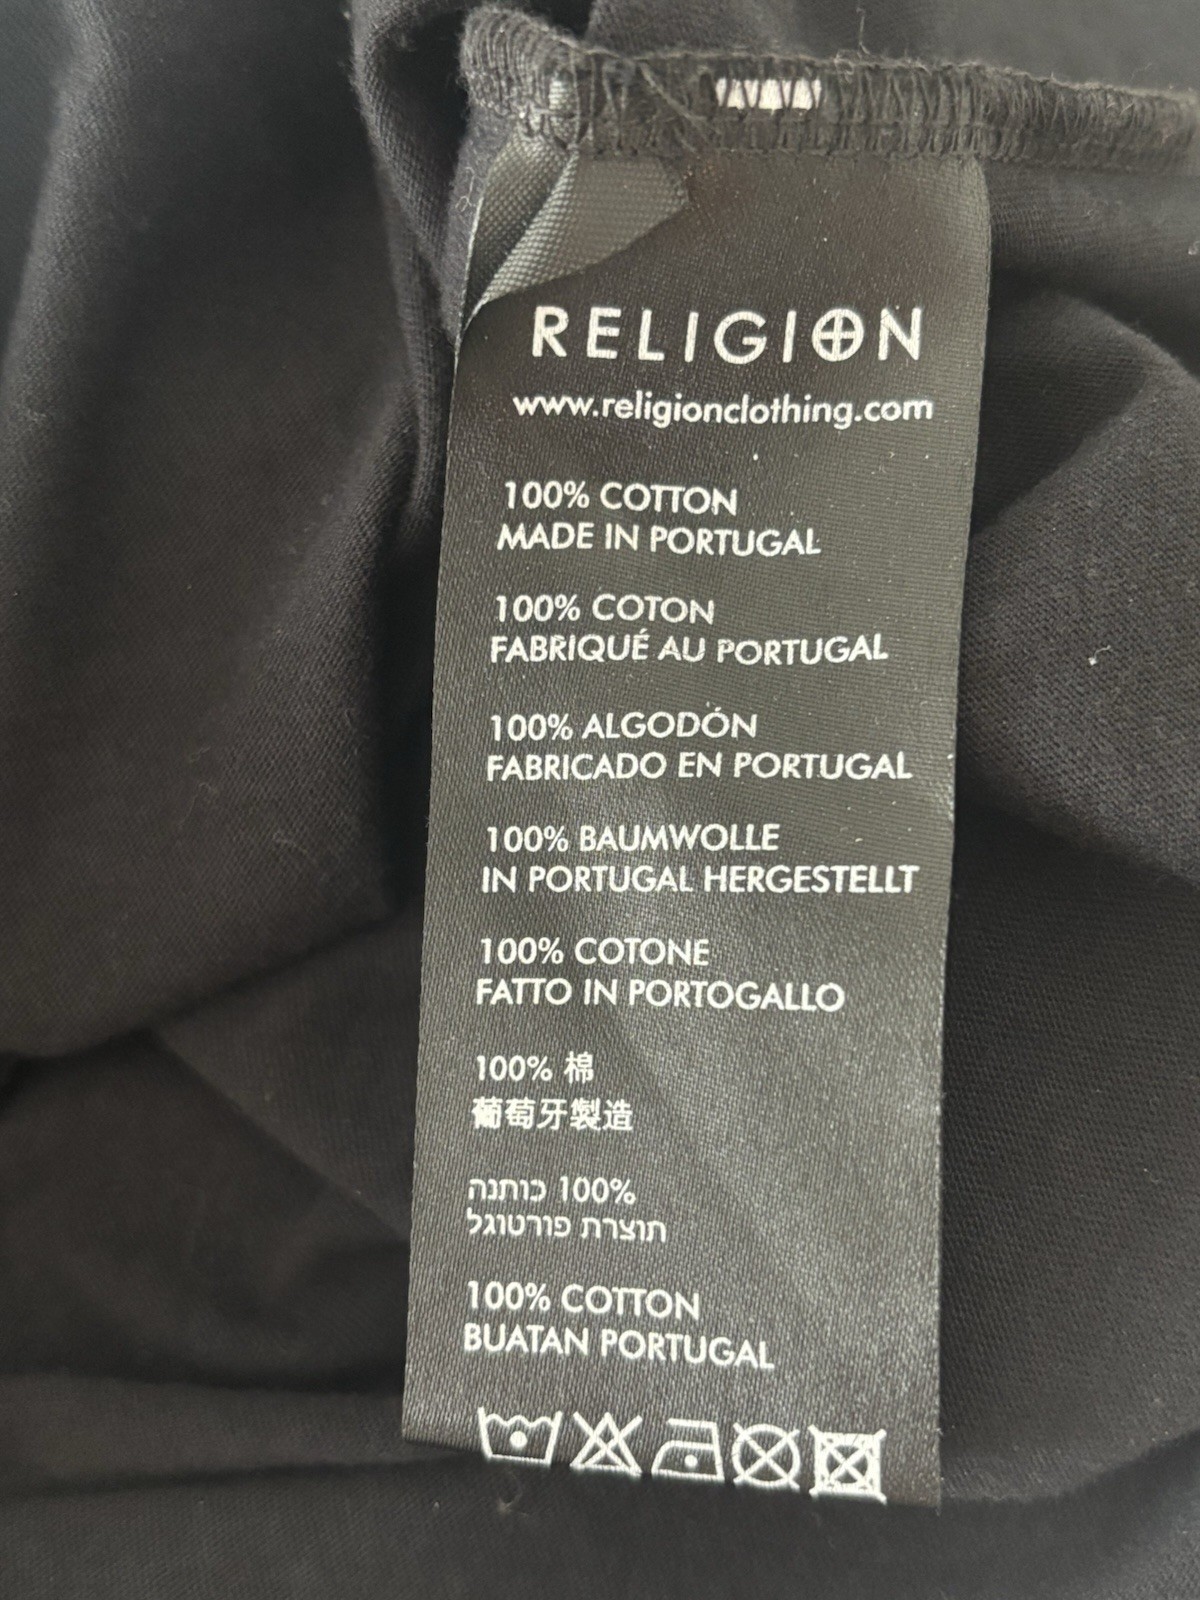 RELIGION
www.religionclothing.com
100% COTTON
MADE IN PORTUGAL
100% COTON
FABRIQUÉ AU PORTUGAL
100% ALGODÓN
FABRICADO EN PORTUGAL
100% BAUMWOLLE
IN PORTUGAL HERGESTELLT
100% COTONE
FATTO IN PORTOGALLO
100% 棉
葡萄牙製造
100% כותנה
תוצרת פורטוגל
100% COTTON
BUATAN PORTUGAL